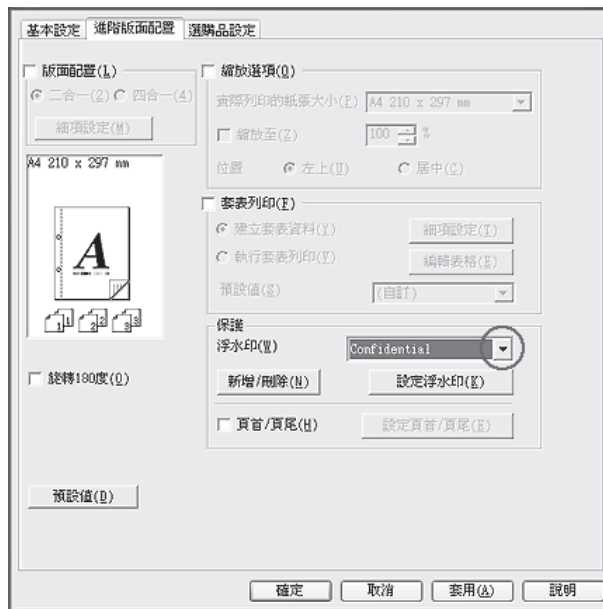 基本設定 進階版面配置 選購品設定
版面配置(L)
二合一(2) 四合一(4)
細項設定(M)
A4 210 x 297 mm
A
1 1 2 2 3 3
旋轉180度(O)
預設值(D)
縮放選項(Q)
實際列印的紙張大小(P) A4 210 x 297 mm
縮放至(Z) 100 %
位置 左上(U) 居中(C)
套表列印(F)
建立套表資料(Y) 細項設定(T)
執行套表列印(V) 編輯表格(B)
預設值(S) (自訂)
保護
浮水印(W) Confidential
新增/刪除(N) 設定浮水印(K)
頁首/頁尾(H) 設定頁首/頁尾(E)
確定 取消 套用(A) 說明